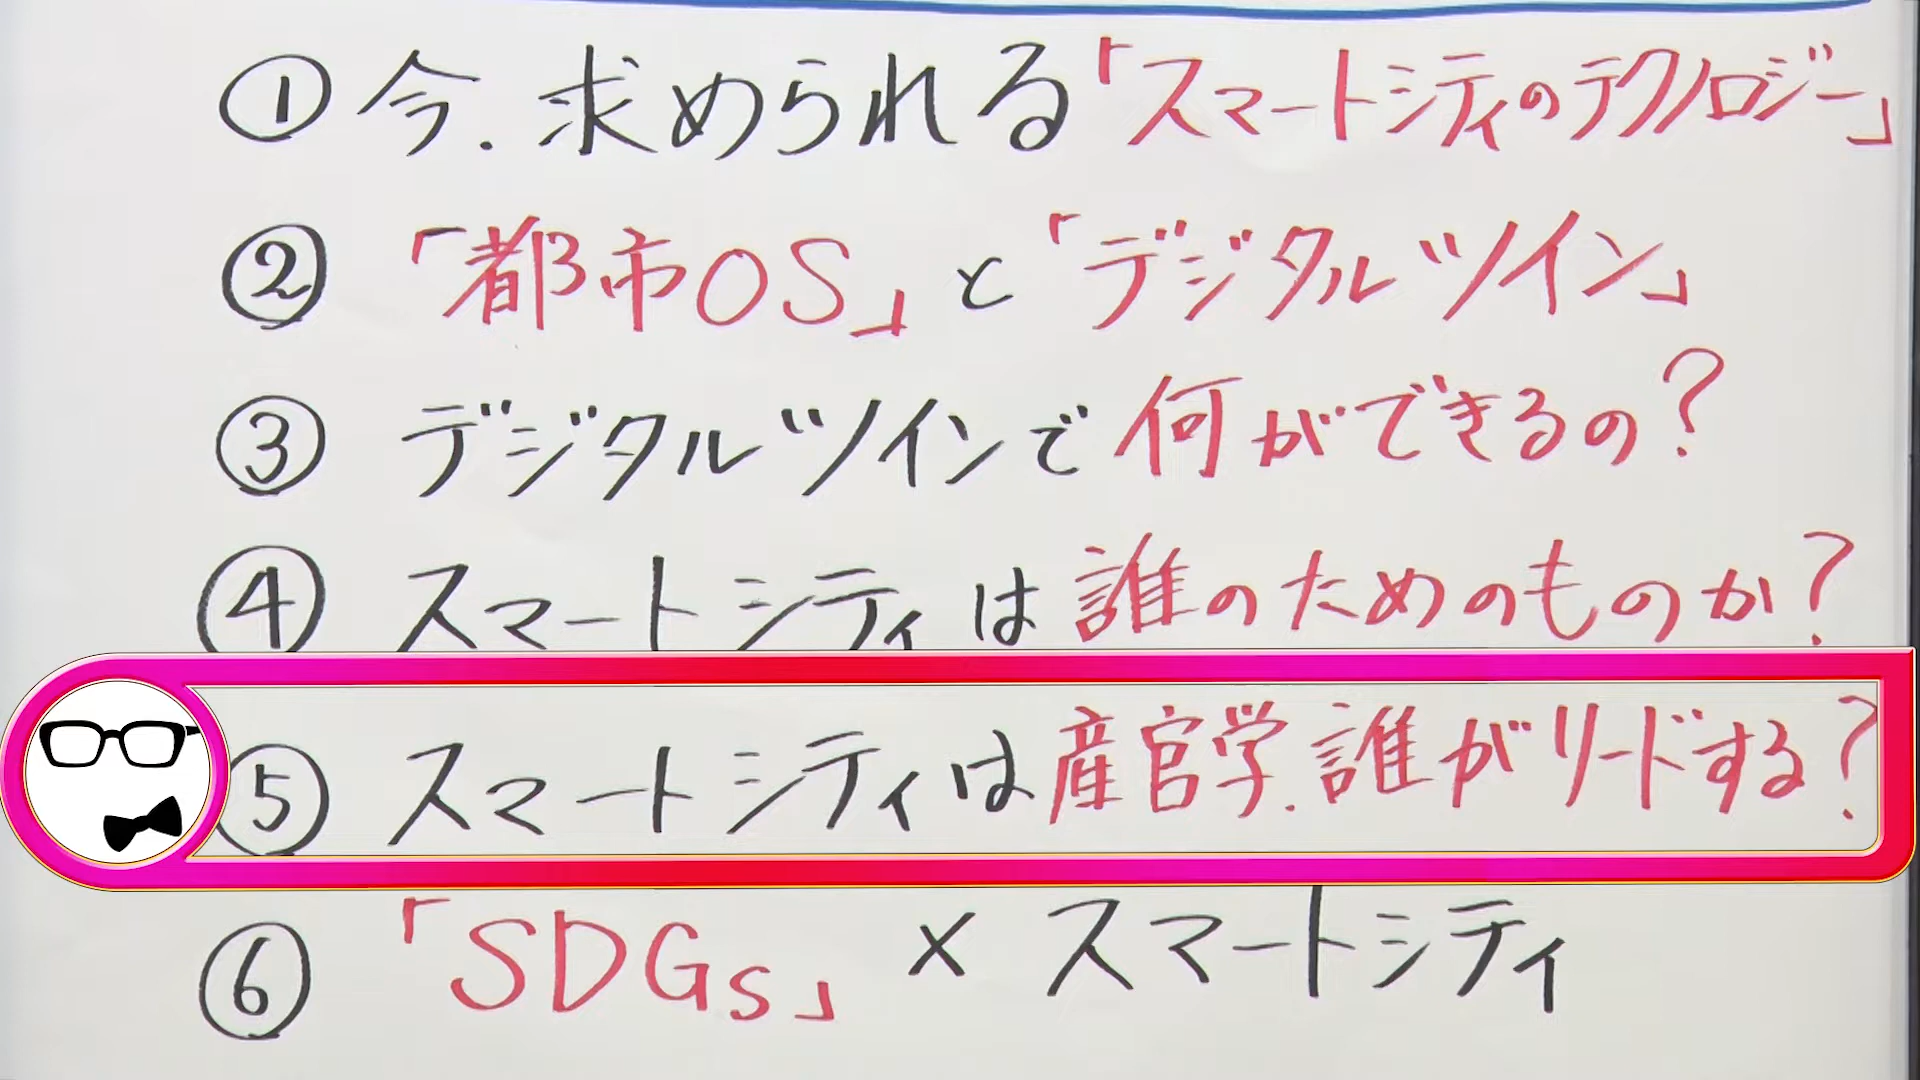 ① 今.求められる「スマートシティのテクノロジー」
② 「都市OS」と「デジタルツイン」
③ デジタルツインで何ができるの?
④ スマートシティは誰のためのものか?
⑤ スマートシティは産官学.誰がリードする?
⑥ 「SDGs」×スマートシティ